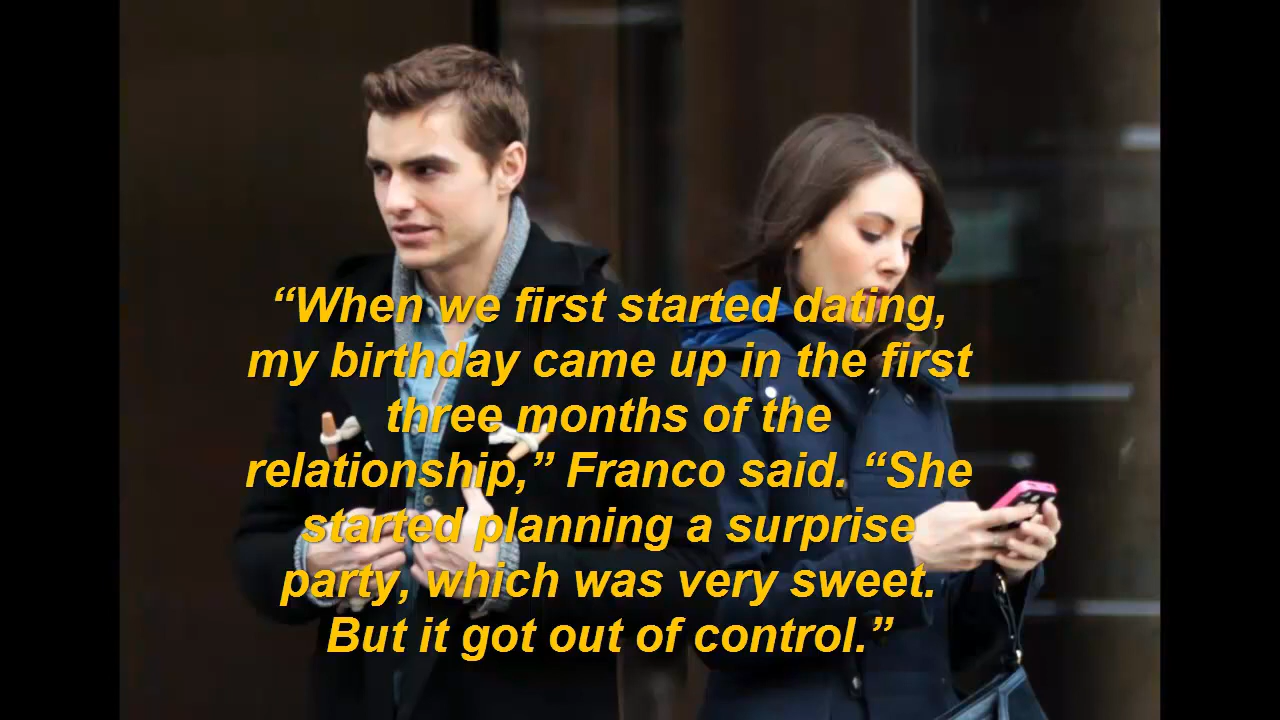 “When we first started dating,
my birthday came up in the first
three months of the
relationship,” Franco said. “She
started planning a surprise
party, which was very sweet.
But it got out of control.”